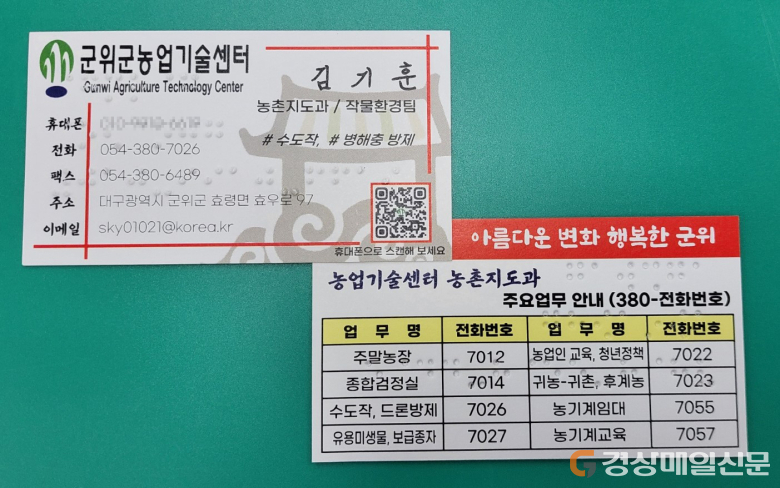 군위군농업기술센터
Gunwi Agriculture Technology Center
김기훈
농촌지도과 / 작물환경팀
# 수도작, # 병해충 방제
휴대폰
전화 054-380-7026
팩스 054-380-6489
주소 대구광역시 군위군 효령면 효우로 97
이메일 sky01021@korea.kr
휴대폰으로 스캔해 보세요
아름다운 변화 행복한 군위
농업기술센터 농촌지도과
주요업무 안내 (380-전화번호)
업 무 명 전화번호 업 무 명 전화번호
주말농장 7012 농업인 교육, 청년정책 7022
종합검정실 7014 귀농-귀촌, 후계농 7023
수도작, 드론방제 7026 농기계임대 7055
유용미생물, 보급종자 7027 농기계교육 7057
경상매일신문